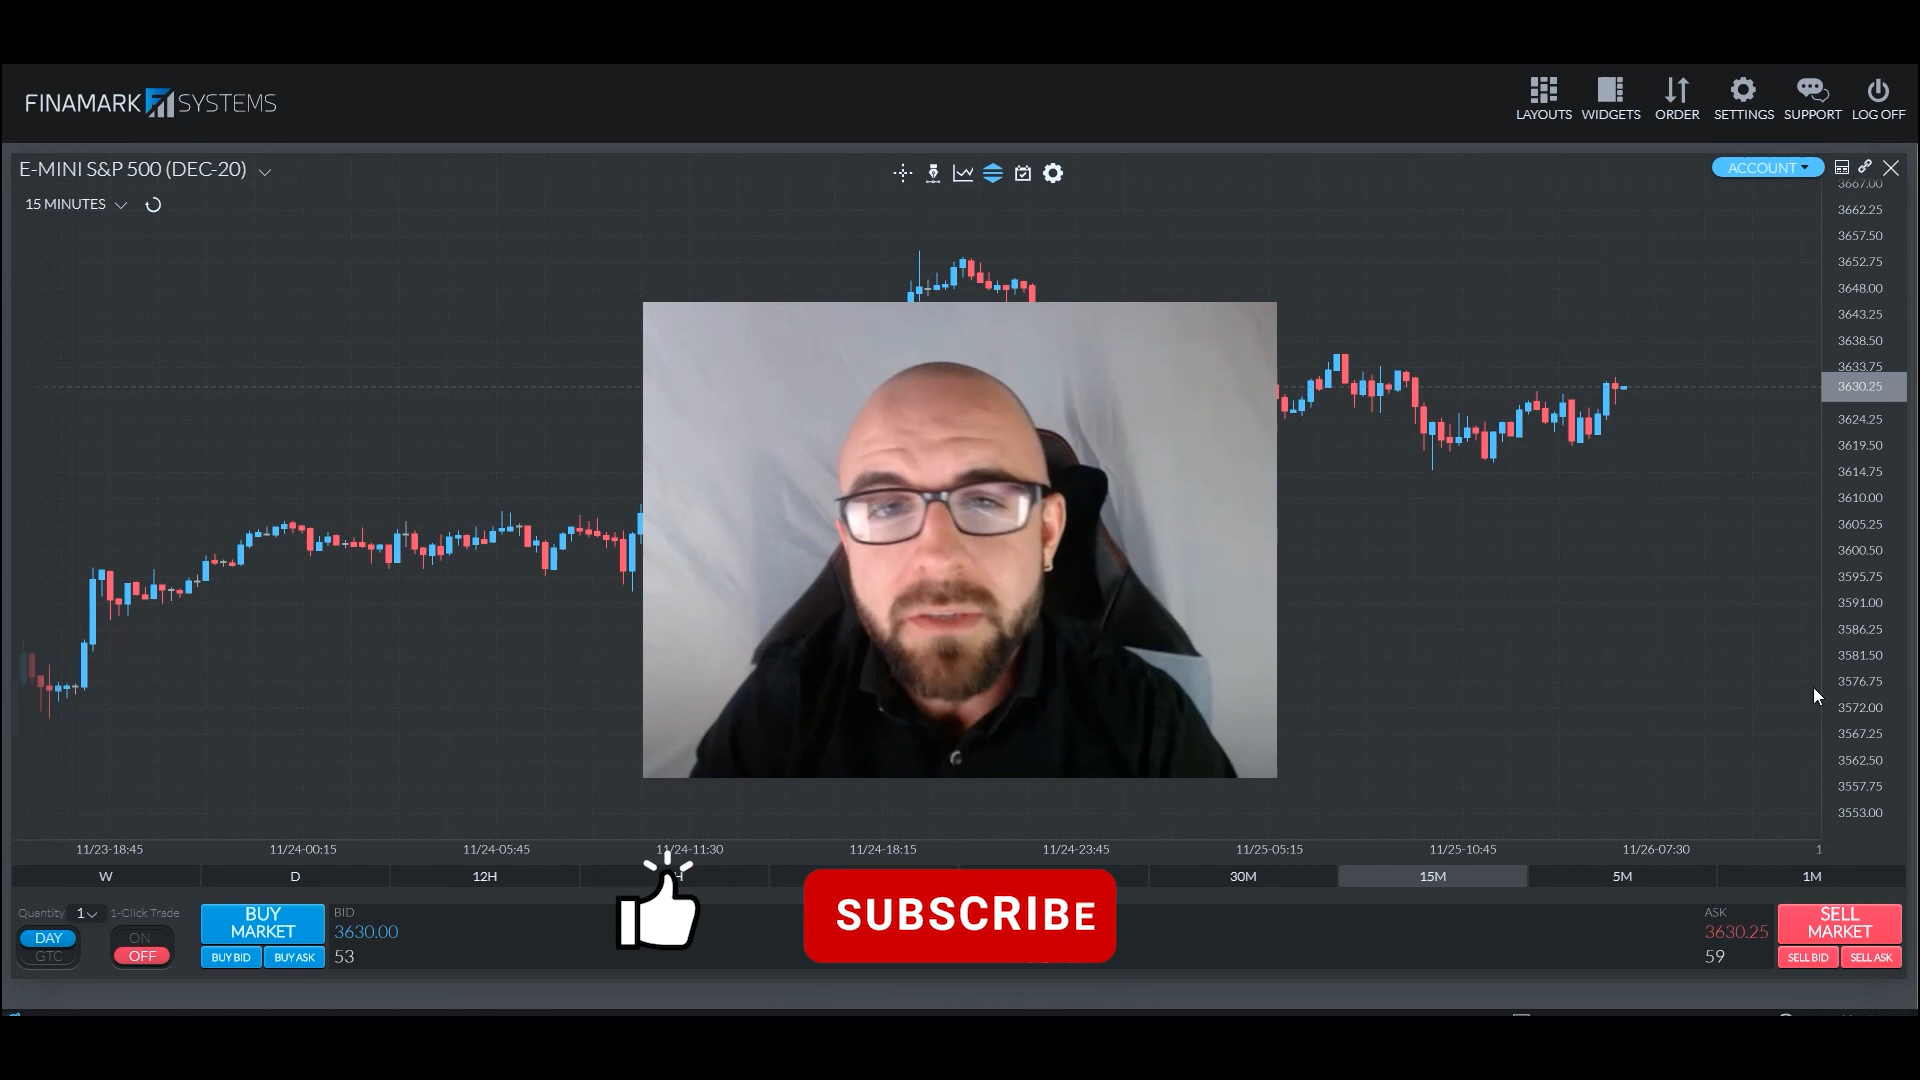 FINAMARK SYSTEMS
LAYOUTS WIDGETS ORDER SETTINGS SUPPORT LOG OFF
E-MINI S&P 500 (DEC-20)
ACCOUNT
15 MINUTES
3667.00
3662.25
3657.50
3652.75
3648.00
3643.25
3638.50
3633.75
3630.25
3624.25
3619.50
3614.75
3610.00
3605.25
3600.50
3595.75
3591.00
3586.25
3581.50
3576.75
3572.00
3567.25
3562.50
3557.75
3553.00
11/23-18:45 11/24-00:15 11/24-05:45 11/24-11:30 11/24-18:15 11/24-23:45 11/25-05:15 11/25-10:45 11/26-07:30 1
W D 12H H 30M 15M 5M 1M
Quantity 1 1-Click Trade
DAY
GTC
ON
OFF
BUY
MARKET
BUY BID BUY ASK
BID
3630.00
53
SUBSCRIBE
ASK
3630.25
59
SELL
MARKET
SELL BID SELL ASK